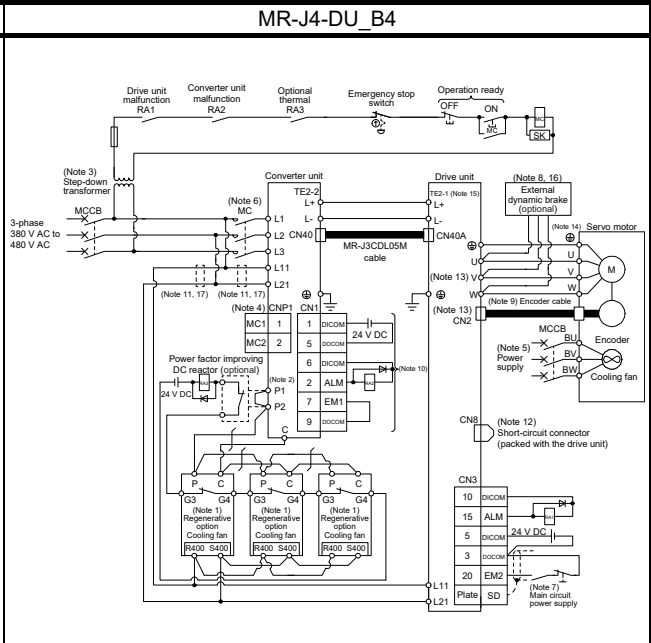 MR-J4-DU_B4
Drive unit
malfunction
RA1
Converter unit
malfunction
RA2
Optional
thermal
RA3
Emergency stop
switch
Operation ready
OFF
ON
MC
MC
SK
(Note 3)
Step-down
transformer
MCCB
3-phase
380 V AC to
480 V AC
(Note 6)
MC
Converter unit
TE2-2
L+
L-
L1
L2
L3
L11
L21
CN40
MR-J3CDL05M
cable
Drive unit
TE2-1 (Note 15)
L+
L-
CN40A
(Note 8, 16)
External
dynamic brake
(optional)
(Note 14)
Servo motor
U
V
W
(Note 13)
U
V
W
M
(Note 11, 17)
(Note 11, 17)
(Note 9) Encoder cable
(Note 13)
CN2
Encoder
(Note 4) CNP1
MC1 1
MC2 2
CN1
1 DICOM
5 DOCOM
6 DICOM
2 ALM
7 EM1
9 DOCOM
24 V DC
RA2
(Note 10)
MCCB
(Note 5)
Power
supply
BU
BV
BW
Cooling fan
Power factor improving
DC reactor (optional)
24 V DC
RA3
(Note 2)
P1
P2
C
CN8
(Note 12)
Short-circuit connector
(packed with the drive unit)
P C
P C
P C
G3 G4
G3 G4
G3 G4
(Note 1)
Regenerative
option
Cooling fan
R400 S400
(Note 1)
Regenerative
option
Cooling fan
R400 S400
(Note 1)
Regenerative
option
Cooling fan
R400 S400
CN3
10 DICOM
15 ALM
5 DICOM
3 DOCOM
20 EM2
Plate SD
RA1
24 V DC
(Note 7)
Main circuit
power supply
L11
L21